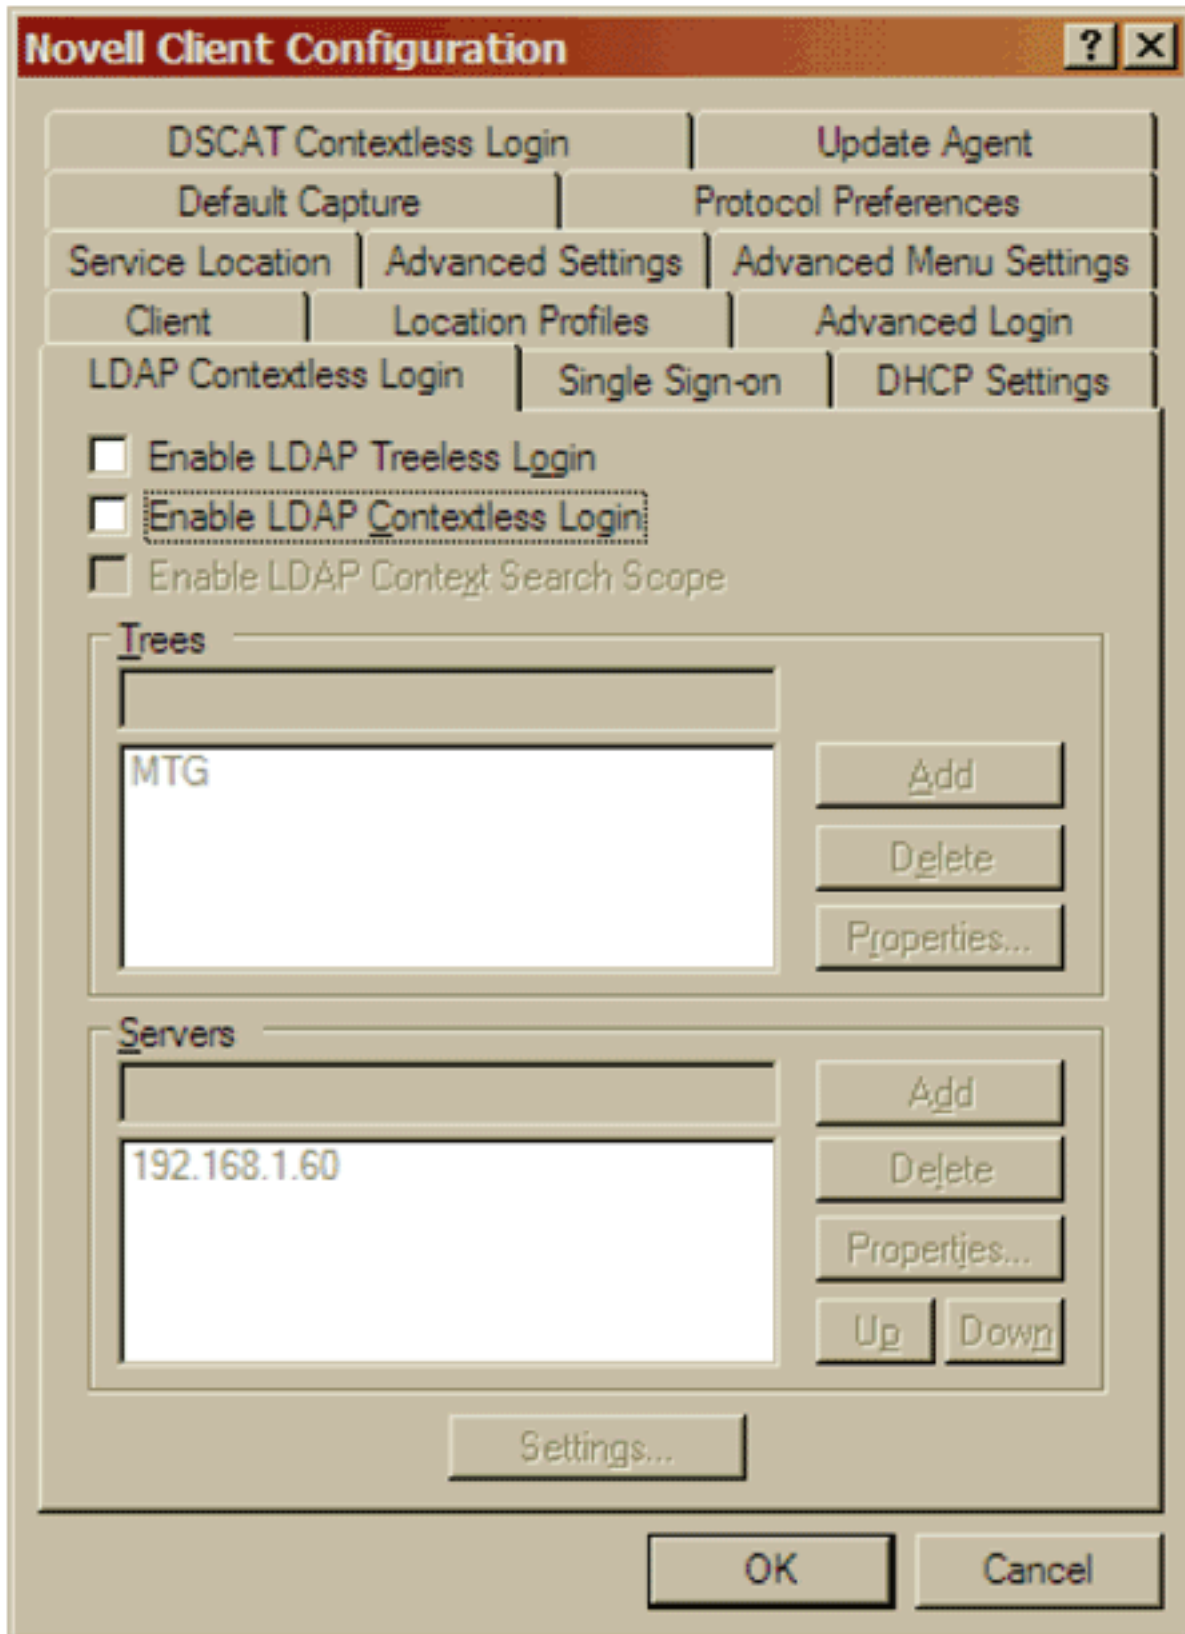 Novell Client Configuration
DSCAT Contextless Login Update Agent
Default Capture Protocol Preferences
Service Location Advanced Settings Advanced Menu Settings
Client Location Profiles Advanced Login
LDAP Contextless Login Single Sign-on DHCP Settings
Enable LDAP Treeless Login
Enable LDAP Contextless Login
Enable LDAP Context Search Scope
Trees
MTG
Add
Delete
Properties...
Servers
Add
192.168.1.60
Delete
Properties...
Up Down
Settings...
OK Cancel